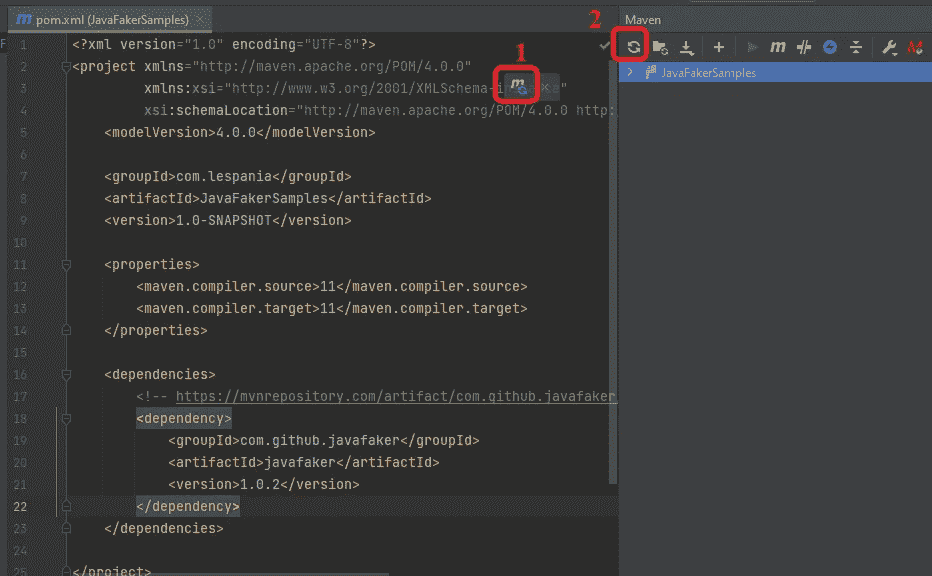 pom.xml (JavaFakerSamples)
2
Maven
1
1 <?xml version="1.0" encoding="UTF-8"?>
2 <project xmlns="http://maven.apache.org/POM/4.0.0"
3 xmlns:xsi="http://www.w3.org/2001/XMLSchema-in
4 xsi:schemaLocation="http://maven.apache.org/POM/4.0.0 http:
5 <modelVersion>4.0.0</modelVersion>
6
7 <groupId>com.lespania</groupId>
8 <artifactId>JavaFakerSamples</artifactId>
9 <version>1.0-SNAPSHOT</version>
10
11 <properties>
12 <maven.compiler.source>11</maven.compiler.source>
13 <maven.compiler.target>11</maven.compiler.target>
14 </properties>
15
16 <dependencies>
17 <!-- https://mvnrepository.com/artifact/com.github.javafaker
18 <dependency>
19 <groupId>com.github.javafaker</groupId>
20 <artifactId>javafaker</artifactId>
21 <version>1.0.2</version>
22 </dependency>
23 </dependencies>
24
25 </project>
JavaFakerSamples